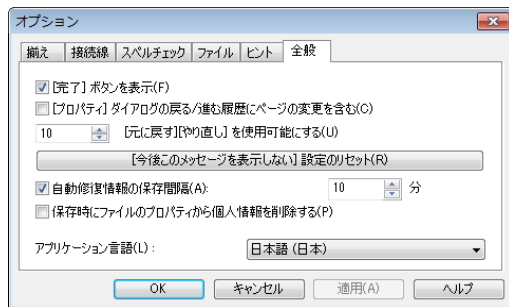 オプション
揃え 接続線 スペルチェック ファイル ヒント 全般
[完了] ボタンを表示(F)
[プロパティ] ダイアログの戻る/進む履歴にページの変更を含む(C)
10 [元に戻す][やり直し] を使用可能にする(U)
[今後このメッセージを表示しない] 設定のリセット(R)
自動修復情報の保存間隔(A): 10 分
保存時にファイルのプロパティから個人情報を削除する(P)
アプリケーション言語(L) : 日本語 (日本)
OK キャンセル 適用(A) ヘルプ